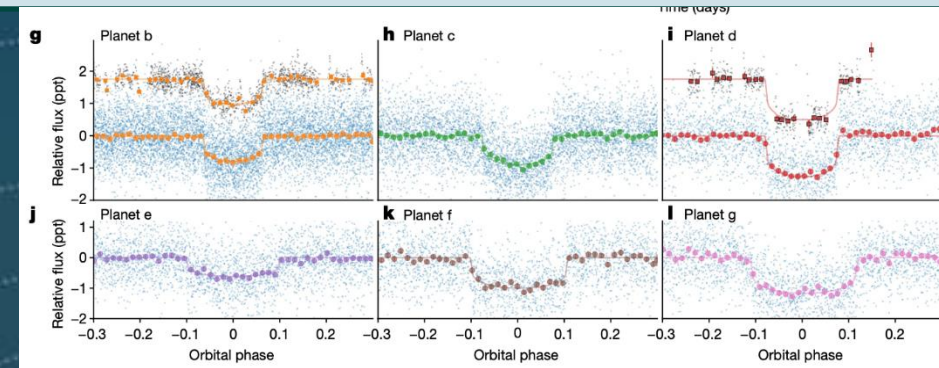 Time (days)
g Planet b
h Planet c
i Planet d
Relative flux (ppt)
2
1
0
−1
−2
j Planet e
k Planet f
l Planet g
Relative flux (ppt)
1
0
−1
−2
−0.3 −0.2 −0.1 0 0.1 0.2 −0.3 −0.2 −0.1 0 0.1 0.2 −0.3 −0.2 −0.1 0 0.1 0.2
Orbital phase Orbital phase Orbital phase